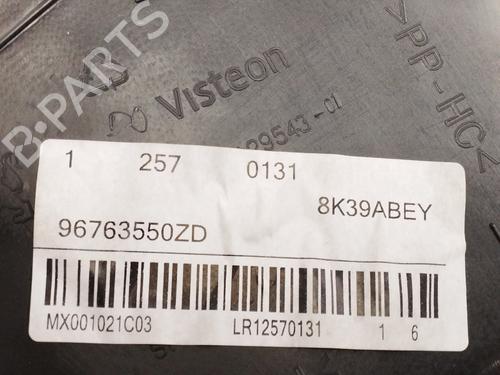 B-PARTS
Visteon
>PP-HC<
29543-01
1 257 0131
8K39ABEY
96763550ZD
MX001021C03 LR12570131 1 6